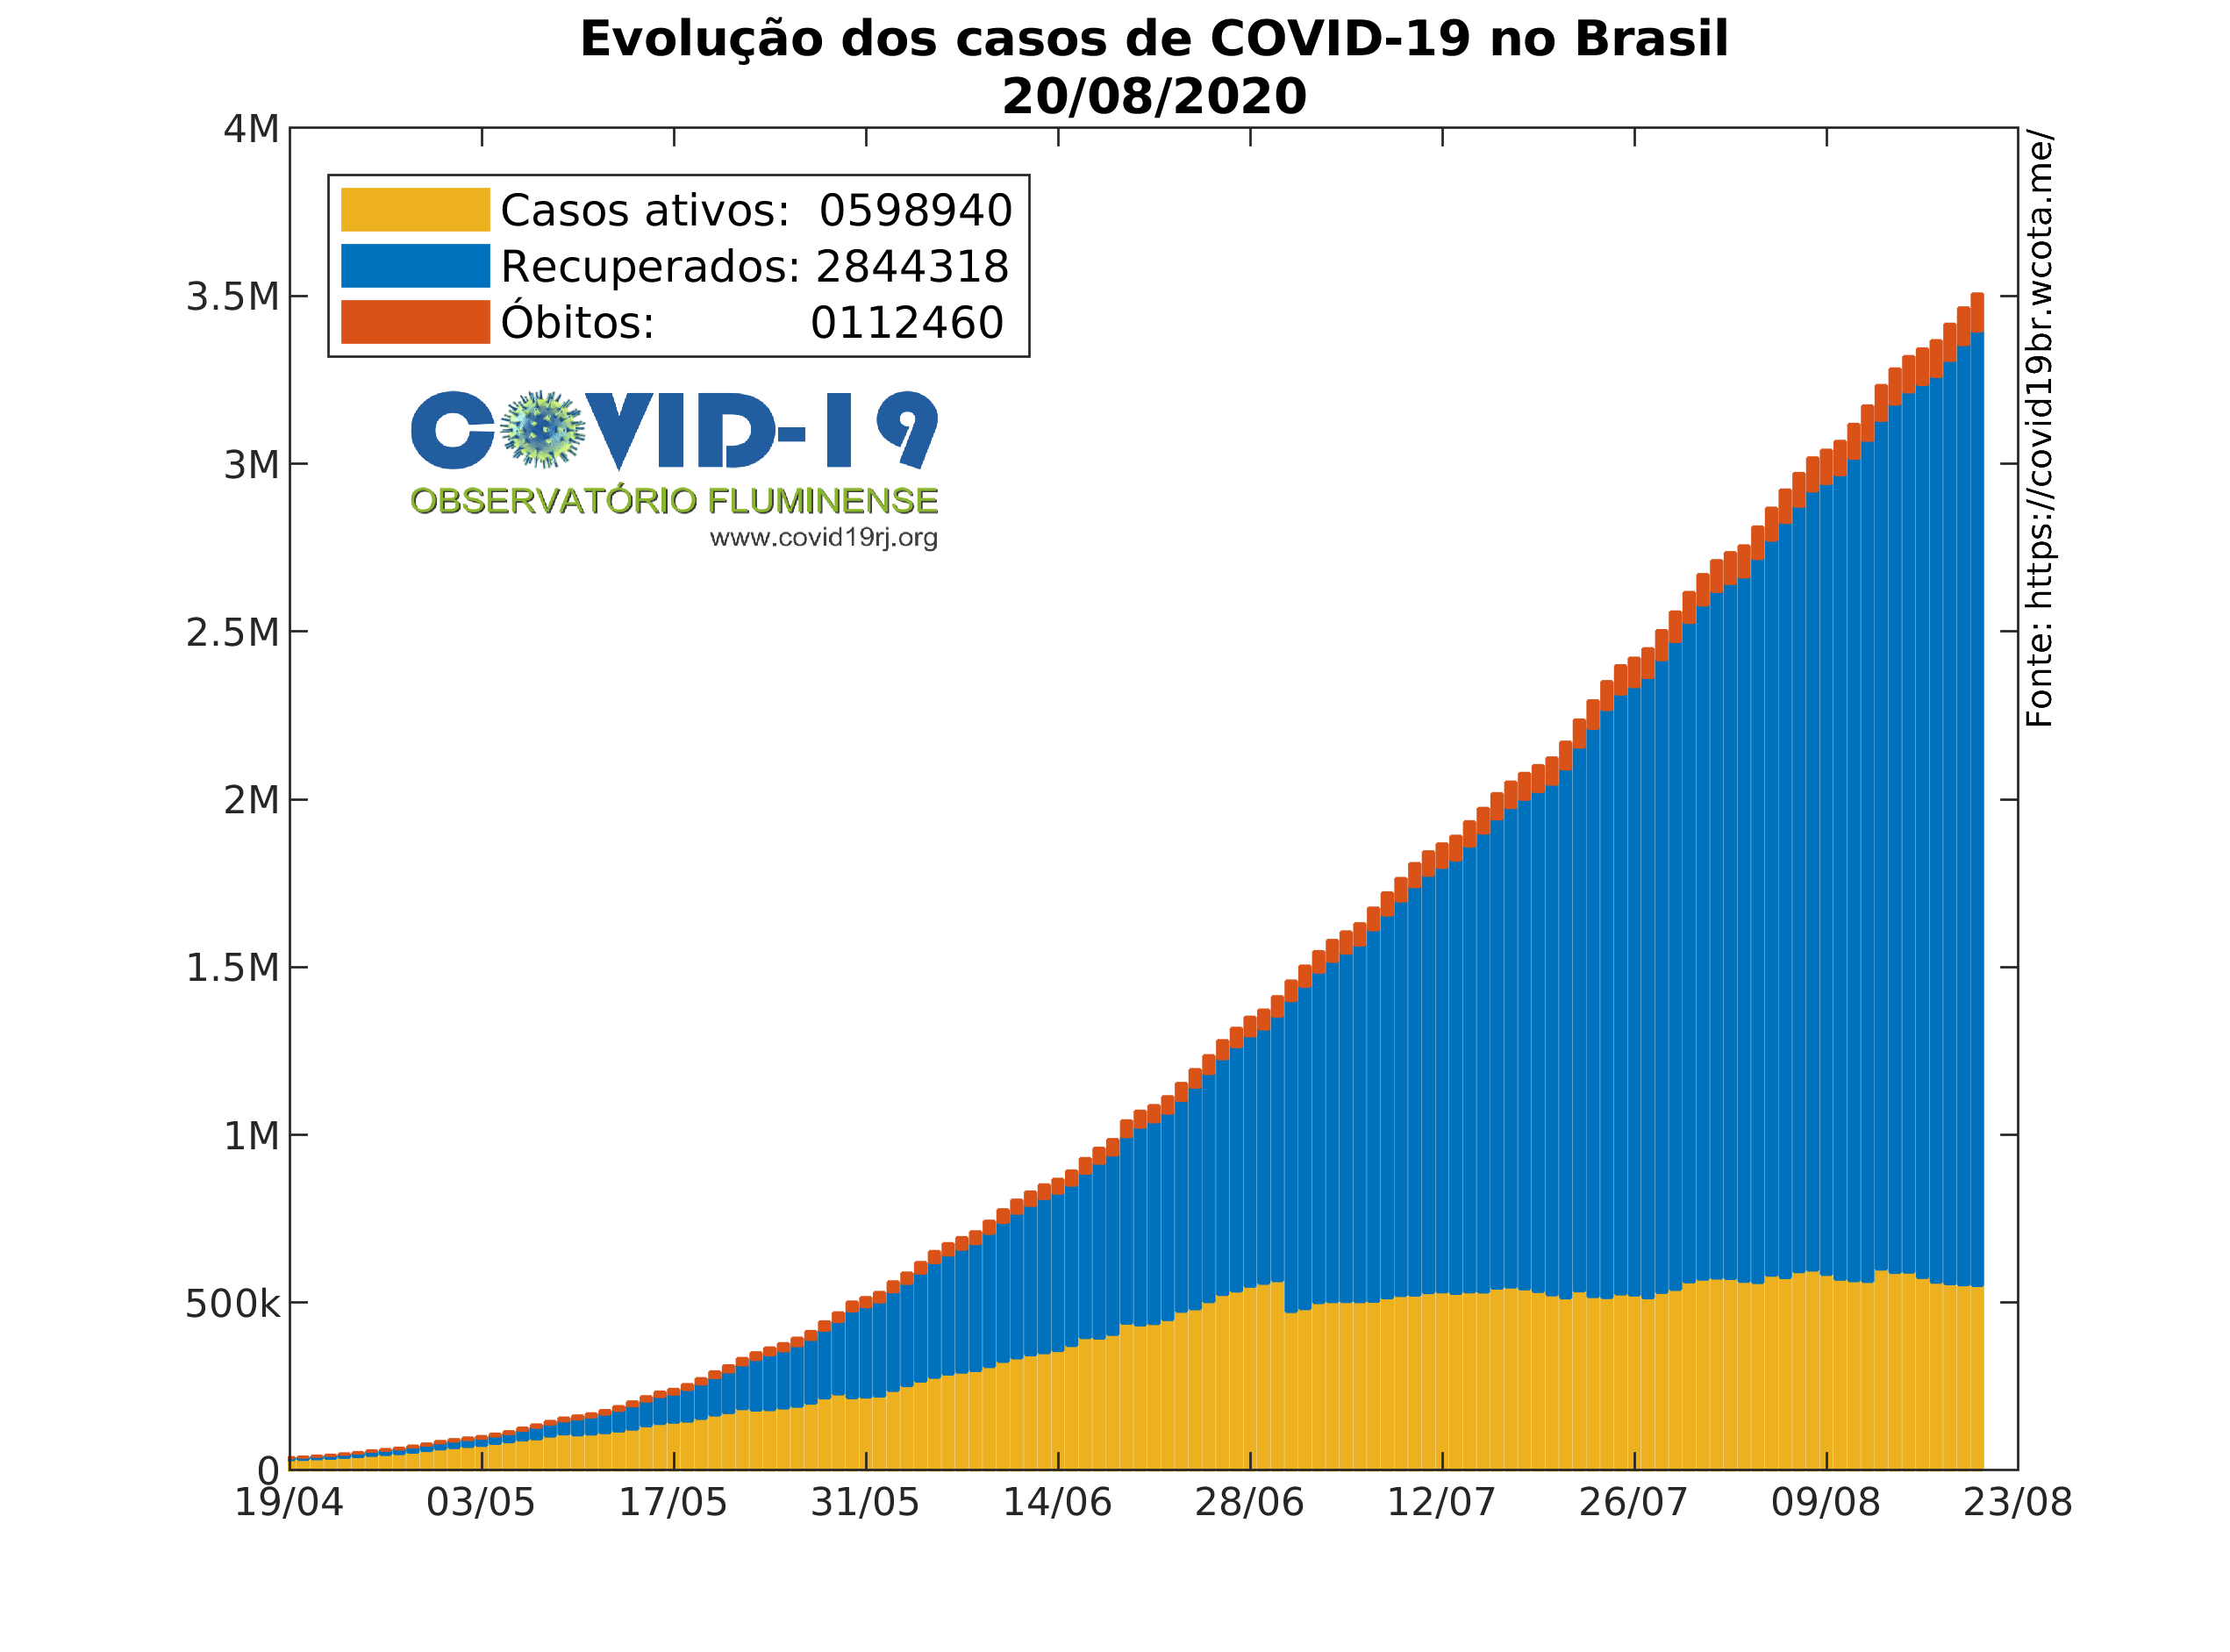 Evolução dos casos de COVID-19 no Brasil
20/08/2020
4M
3.5M
3M
2.5M
2M
1.5M
1M
500k
0
Casos ativos: 0598940
Recuperados: 2844318
Óbitos: 0112460
COVID-19
OBSERVATÓRIO FLUMINENSE
www.covid19rj.org
Fonte: https://covid19br.wcota.me/
19/04 03/05 17/05 31/05 14/06 28/06 12/07 26/07 09/08 23/08